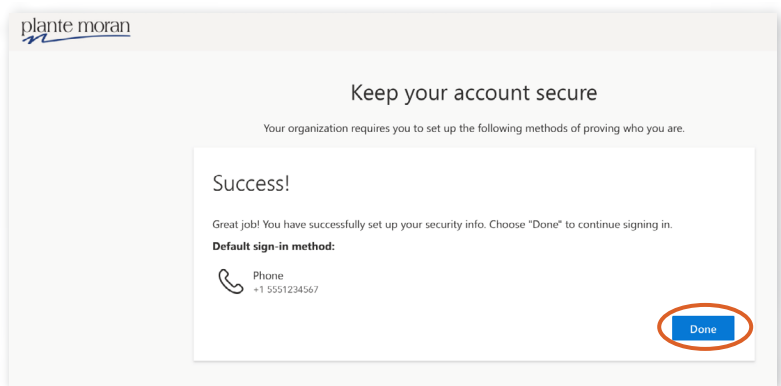 plante moran
Keep your account secure
Your organization requires you to set up the following methods of proving who you are.
Success!
Great job! You have successfully set up your security info. Choose "Done" to continue signing in.
Default sign-in method:
Phone
+1 5551234567
Done